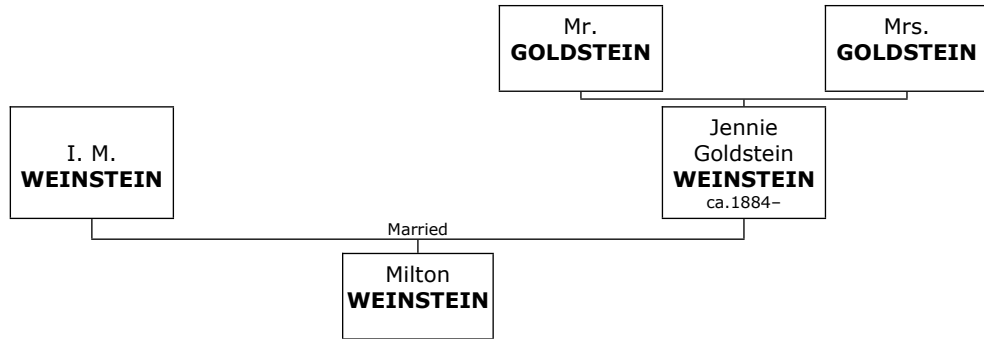 Mr.
GOLDSTEIN
Mrs.
GOLDSTEIN
I. M.
WEINSTEIN
Jennie
Goldstein
WEINSTEIN
ca.1884–
Married
Milton
WEINSTEIN